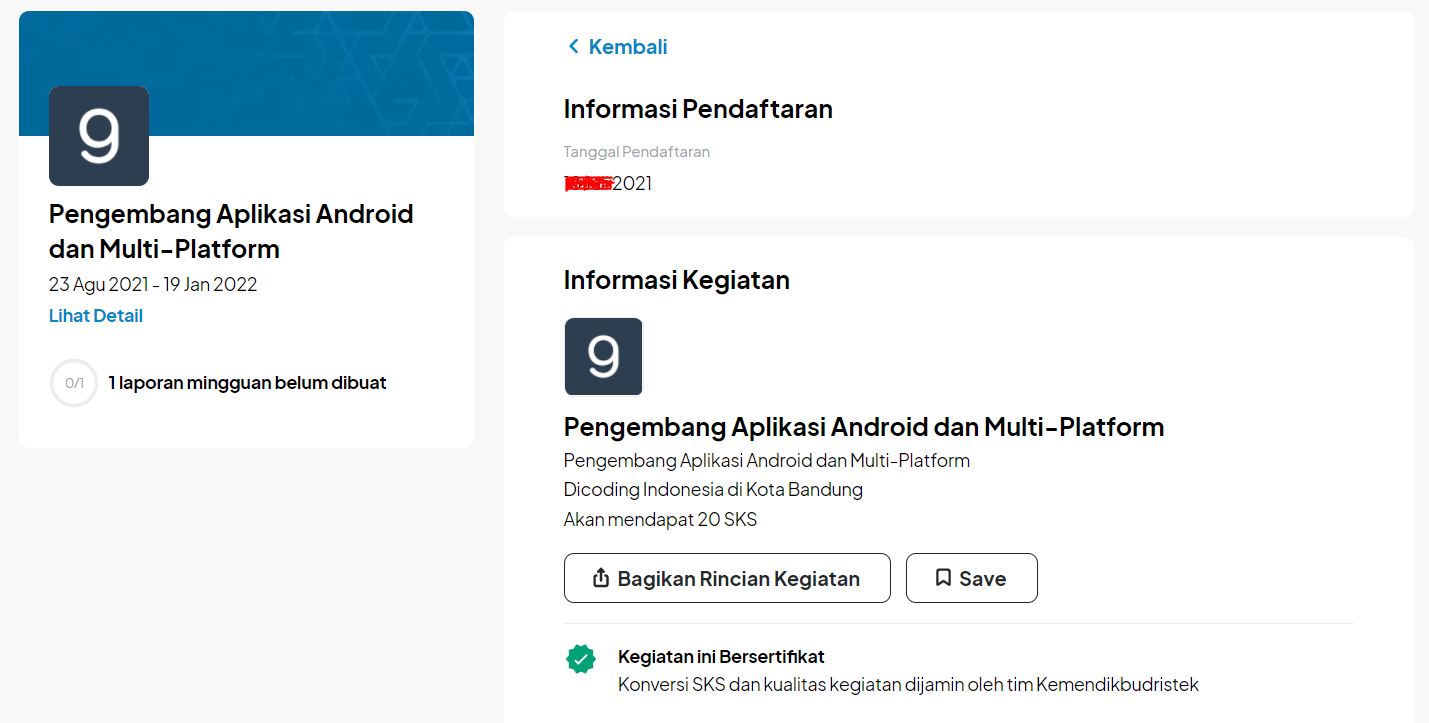 9
Pengembang Aplikasi Android
dan Multi-Platform
23 Agu 2021 - 19 Jan 2022
Lihat Detail
0/1 1 laporan mingguan belum dibuat
Kembali
Informasi Pendaftaran
Tanggal Pendaftaran
2021
Informasi Kegiatan
9
Pengembang Aplikasi Android dan Multi-Platform
Pengembang Aplikasi Android dan Multi-Platform
Dicoding Indonesia di Kota Bandung
Akan mendapat 20 SKS
Bagikan Rincian Kegiatan Save
Kegiatan ini Bersertifikat
Konversi SKS dan kualitas kegiatan dijamin oleh tim Kemendikbudristek